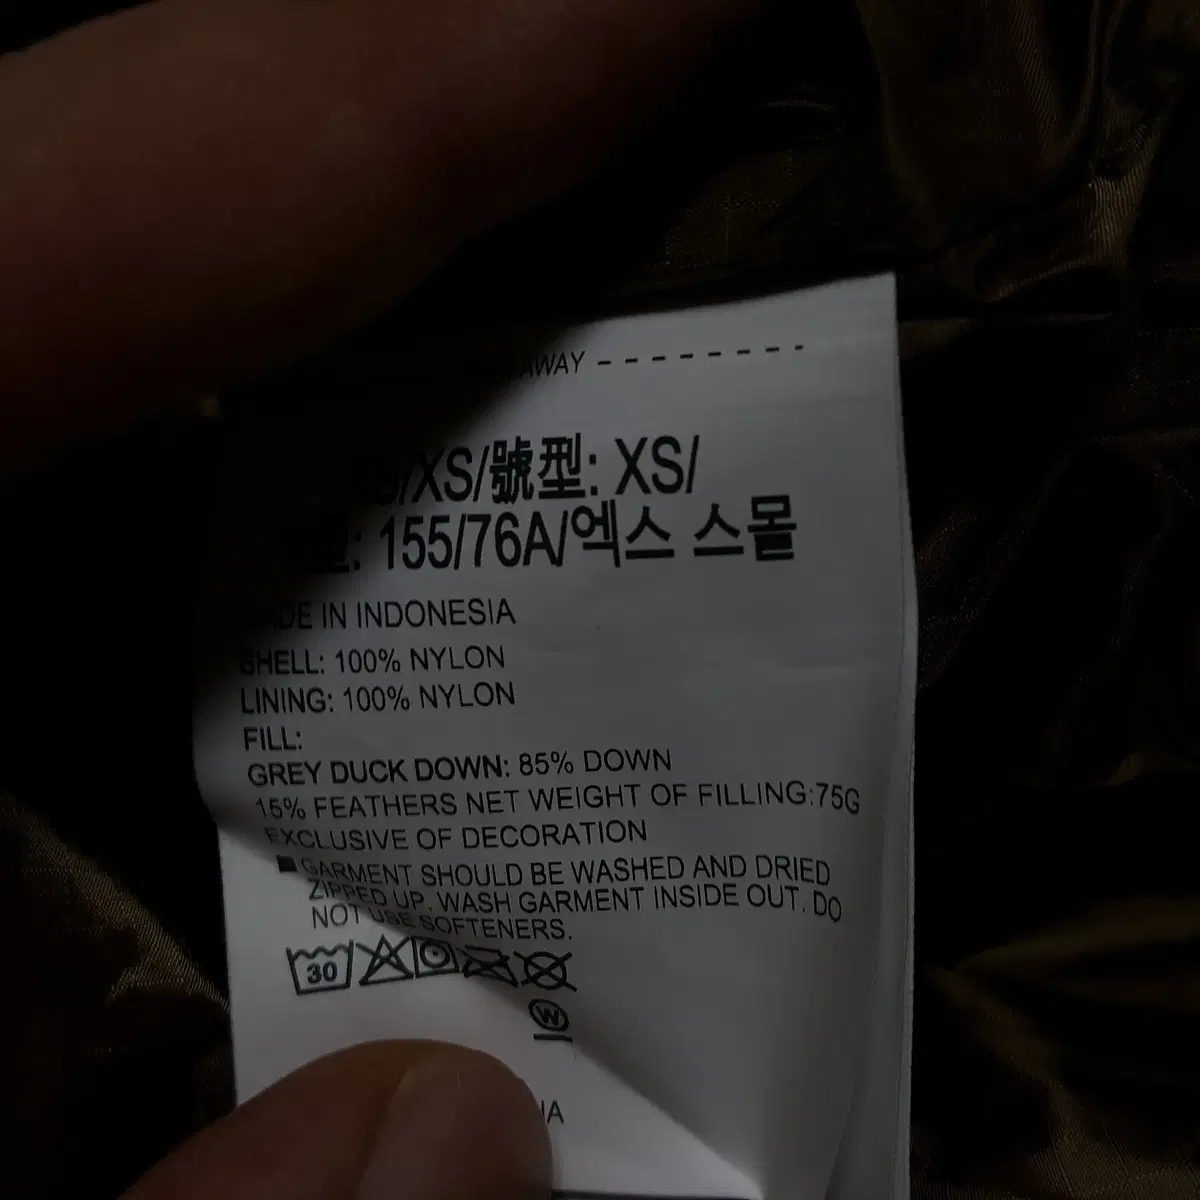 AWAY - - - - - - - -
/XS/號型: XS/
: 155/76A/엑스 스몰
MADE IN INDONESIA
SHELL: 100% NYLON
LINING: 100% NYLON
FILL:
GREY DUCK DOWN: 85% DOWN
15% FEATHERS NET WEIGHT OF FILLING:75G
EXCLUSIVE OF DECORATION
■ GARMENT SHOULD BE WASHED AND DRIED
ZIPPED UP. WASH GARMENT INSIDE OUT. DO
NOT USE SOFTENERS.
30
W